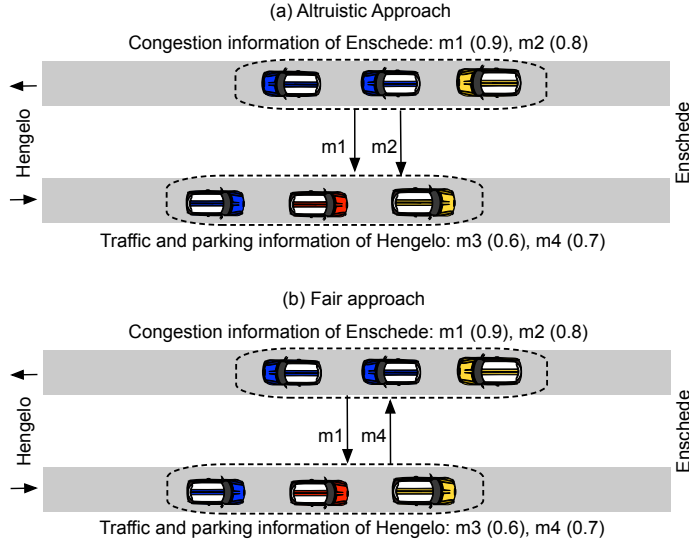 (a) Altruistic Approach
Congestion information of Enschede: m1 (0.9), m2 (0.8)
Hengelo
m1
m2
Enschede
Traffic and parking information of Hengelo: m3 (0.6), m4 (0.7)
(b) Fair approach
Congestion information of Enschede: m1 (0.9), m2 (0.8)
Hengelo
m1
m4
Enschede
Traffic and parking information of Hengelo: m3 (0.6), m4 (0.7)